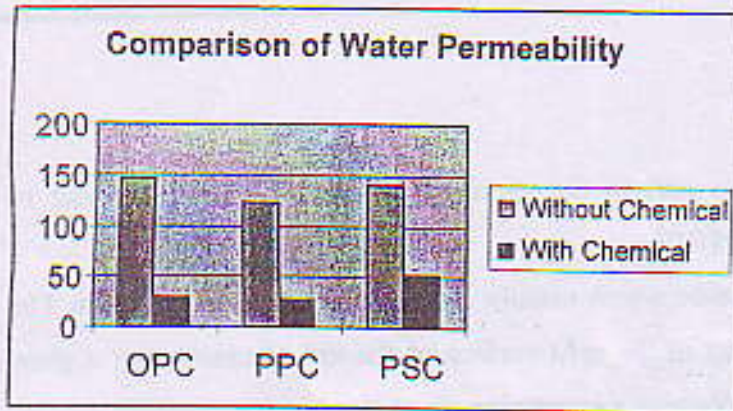 Comparison of Water Permeability
200
150
100
50
0
OPC PPC PSC
Without Chemical
With Chemical